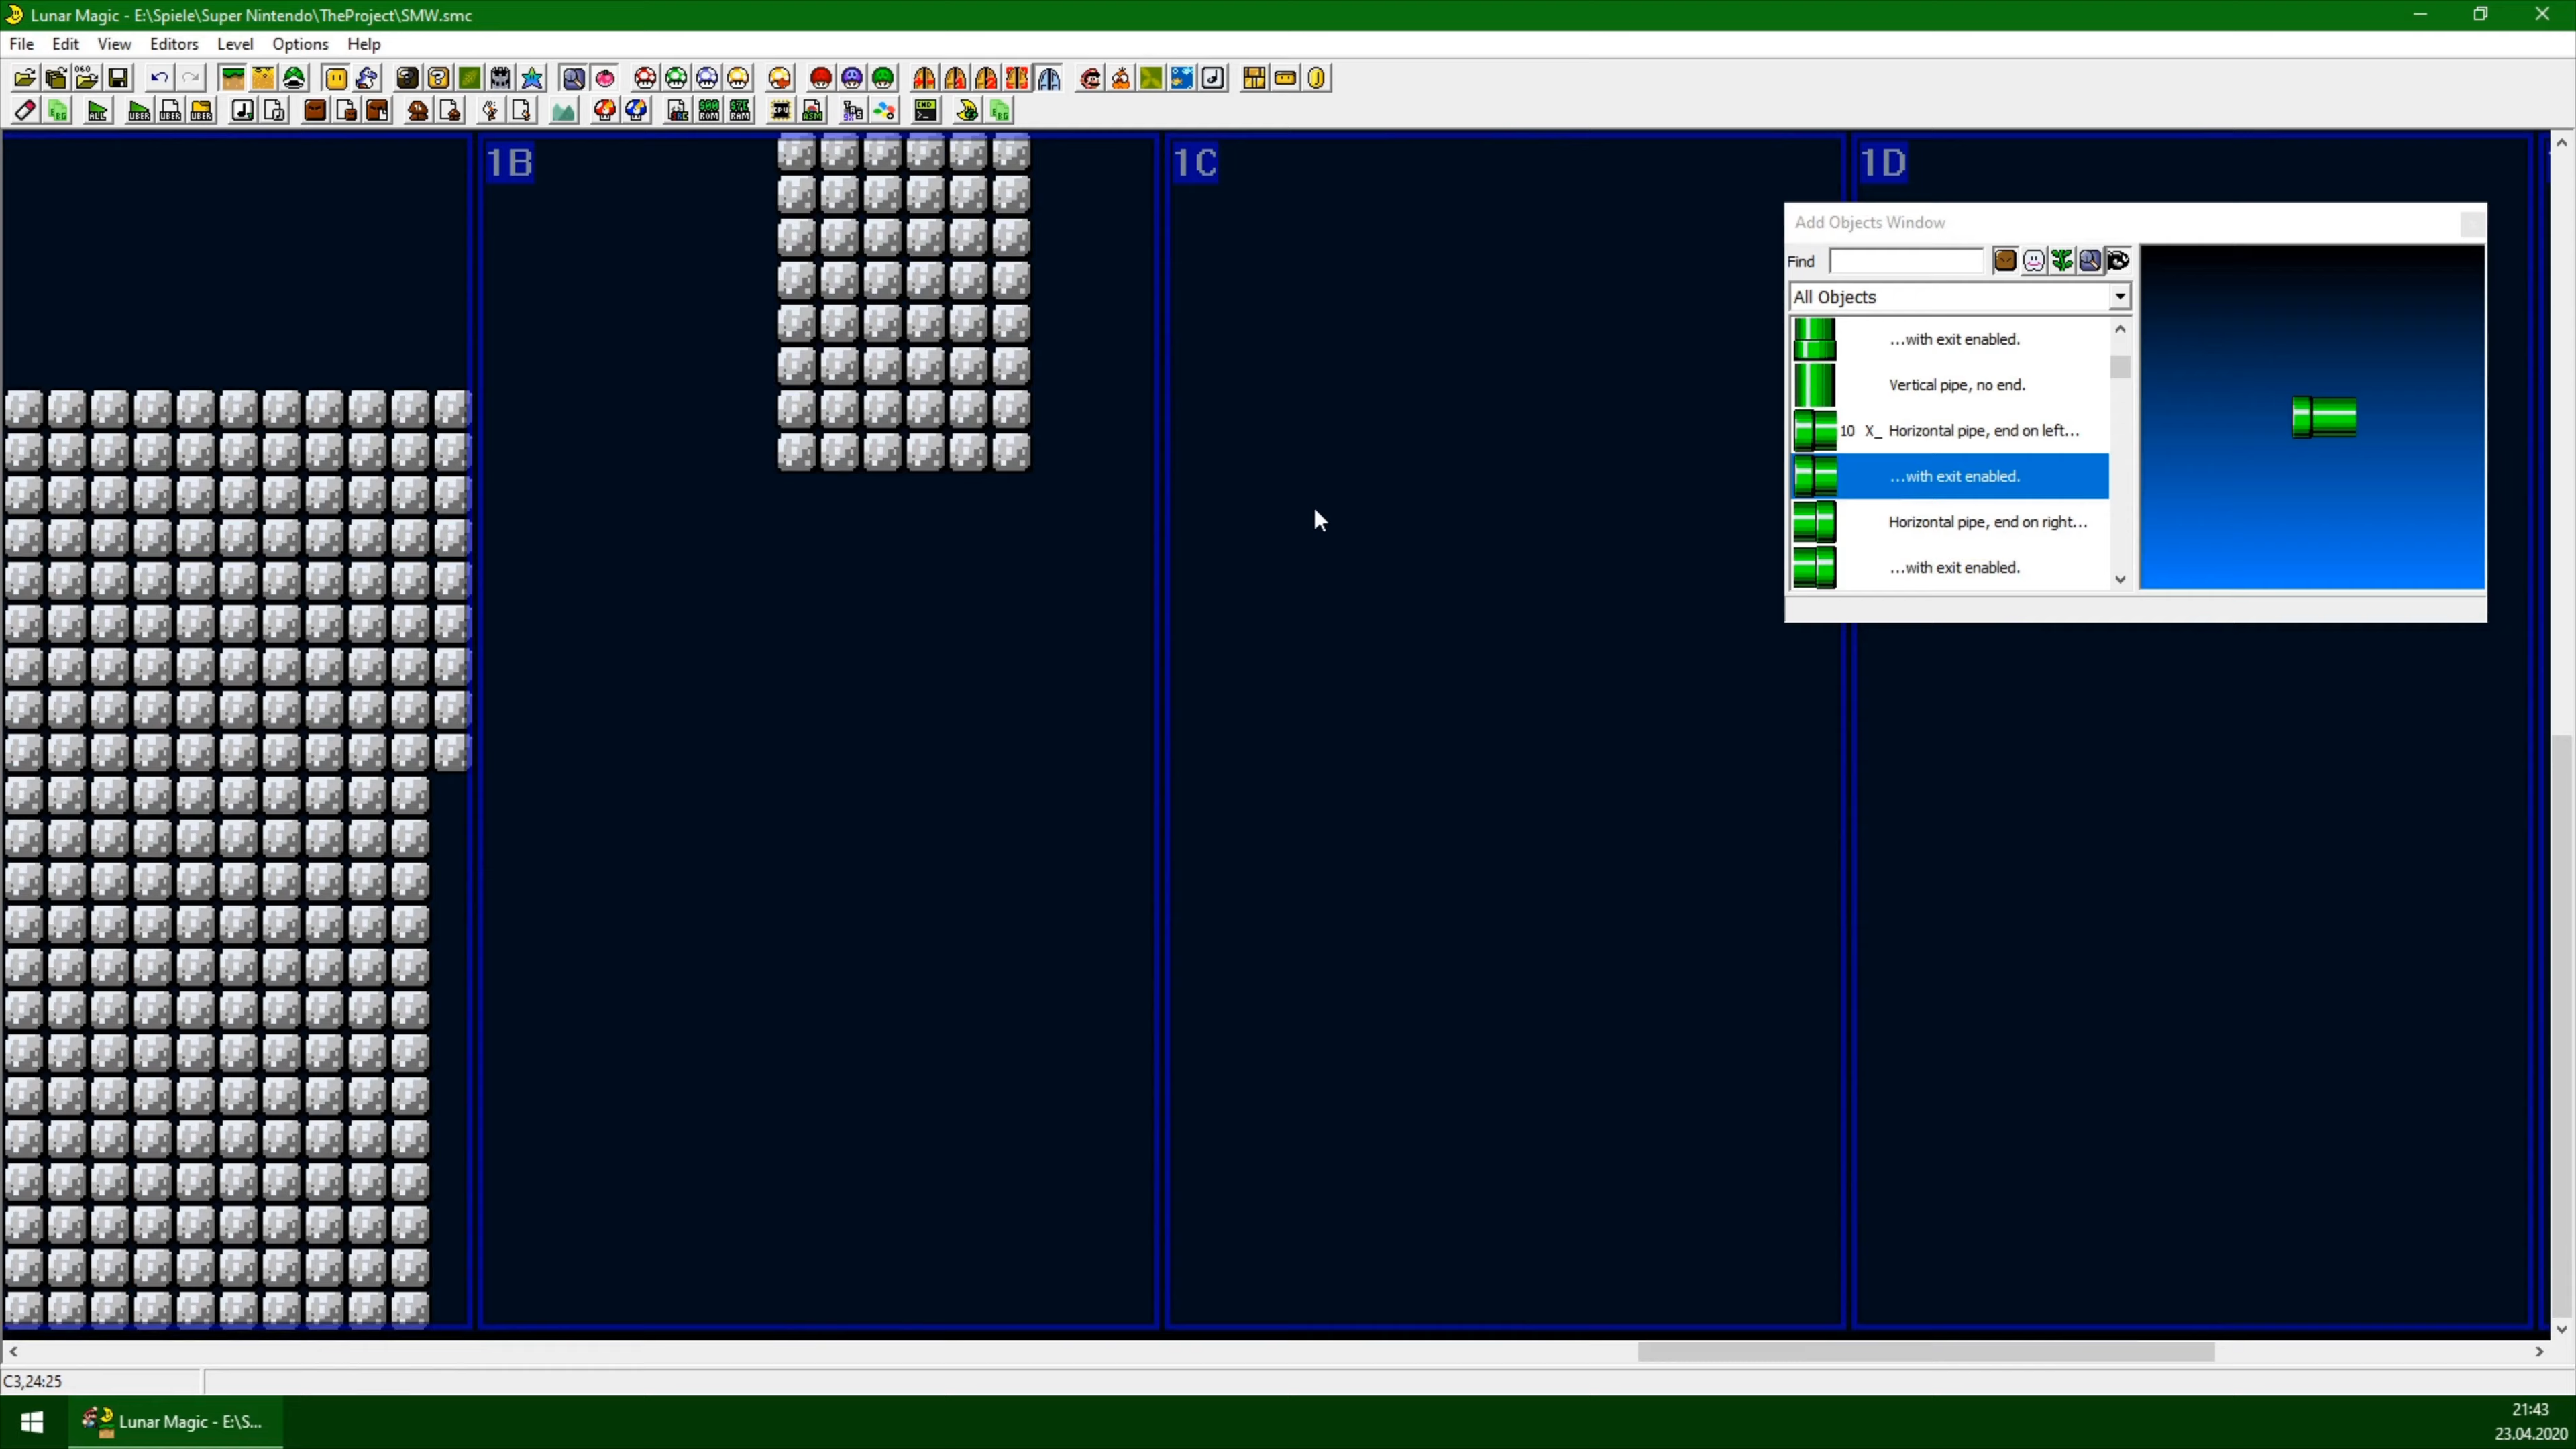 Lunar Magic - E:\Spiele\Super Nintendo\TheProject\SMW.smc
File Edit View Editors Level Options Help
1B
1C
1D
Add Objects Window
Find
All Objects
...with exit enabled.
Vertical pipe, no end.
10 X_ Horizontal pipe, end on left...
...with exit enabled.
Horizontal pipe, end on right...
...with exit enabled.
C3,24:25
Lunar Magic - E:\S...
21:43
23.04.2020